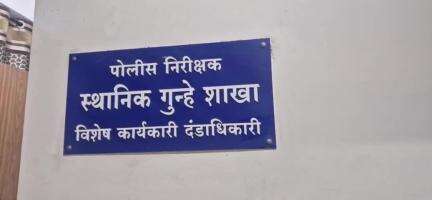 पोलीस निरीक्षक
स्थानिक गुन्हे शाखा
विशेष कार्यकारी दंडाधिकारी